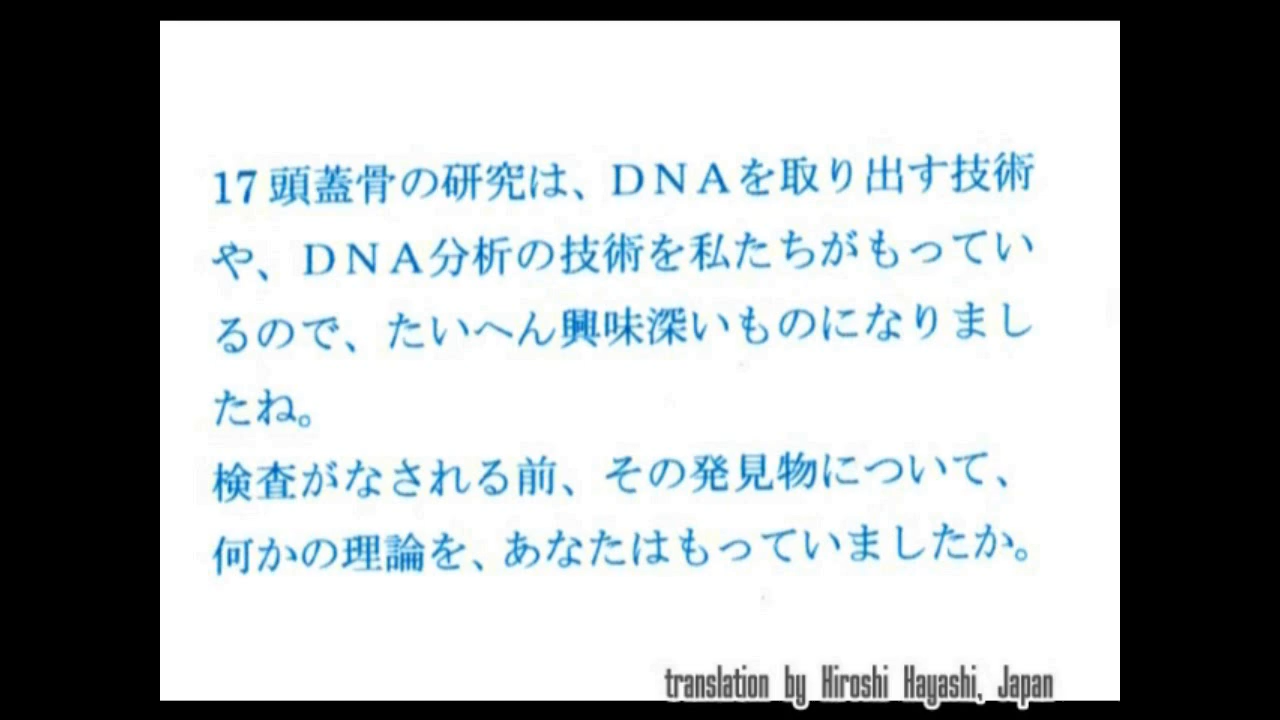 17頭蓋骨の研究は、DNAを取り出す技術
や、DNA分析の技術を私たちがもってい
るので、たいへん興味深いものになりまし
たね。
検査がなされる前、その発見物について、
何かの理論を、あなたはもっていましたか。
translation by Hiroshi Hayashi, Japan